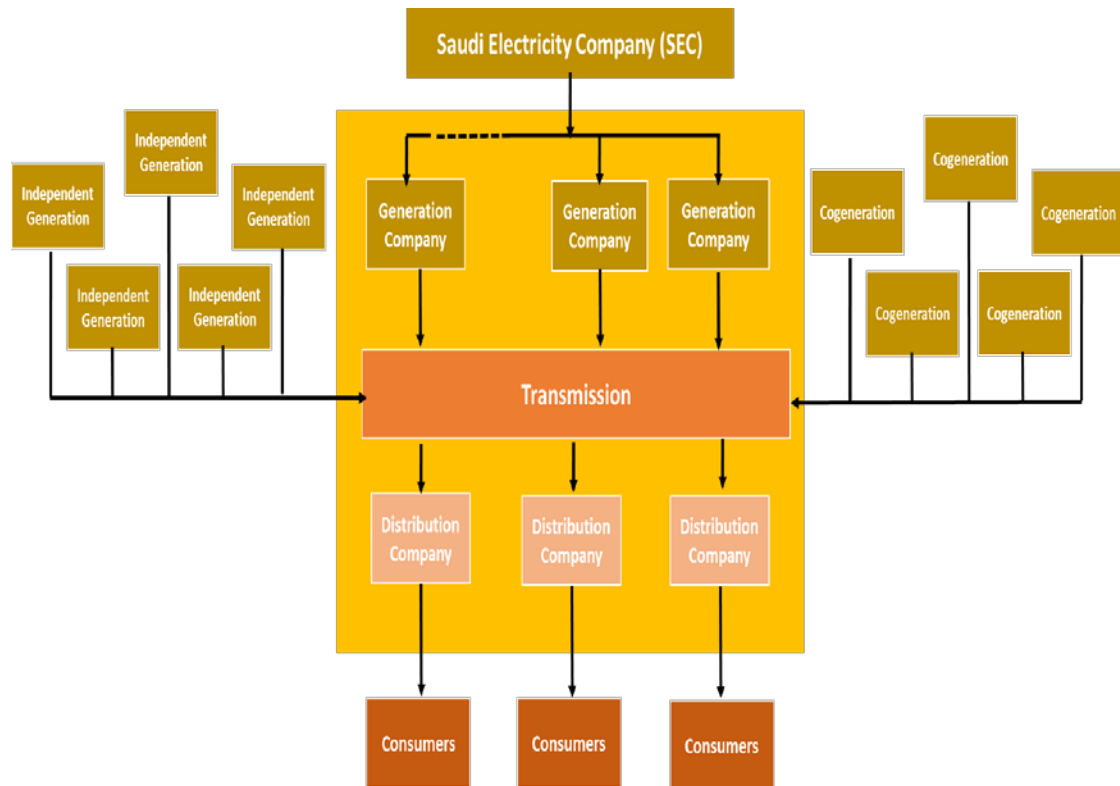 Saudi Electricity Company (SEC)
Independent
Generation
Independent
Generation
Independent
Generation
Independent
Generation
Independent
Generation
Generation
Company
Generation
Company
Generation
Company
Cogeneration
Cogeneration
Cogeneration
Cogeneration
Cogeneration
Transmission
Distribution
Company
Distribution
Company
Distribution
Company
Consumers
Consumers
Consumers